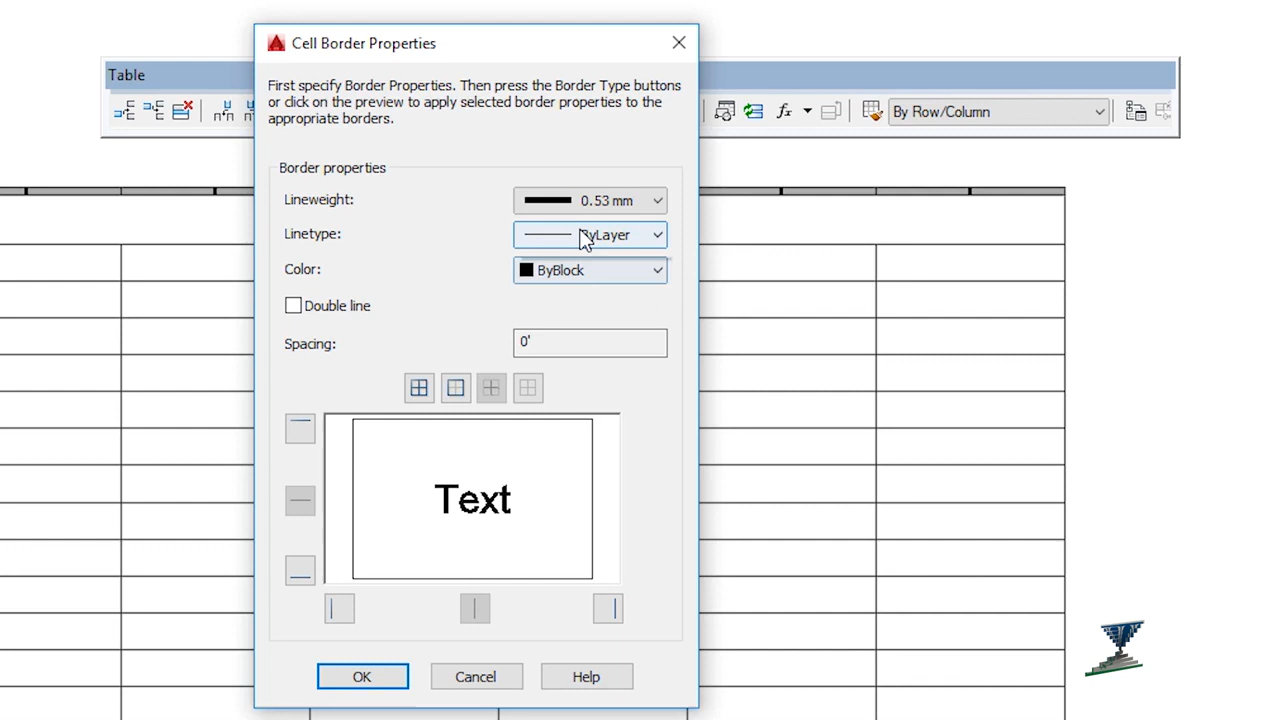 Cell Border Properties
Table
First specify Border Properties. Then press the Border Type buttons
or click on the preview to apply selected border properties to the
appropriate borders.
fx
By Row/Column
Border properties
Lineweight:
0.53 mm
Linetype:
ByLayer
Color:
ByBlock
Double line
Spacing:
0'
Text
OK
Cancel
Help